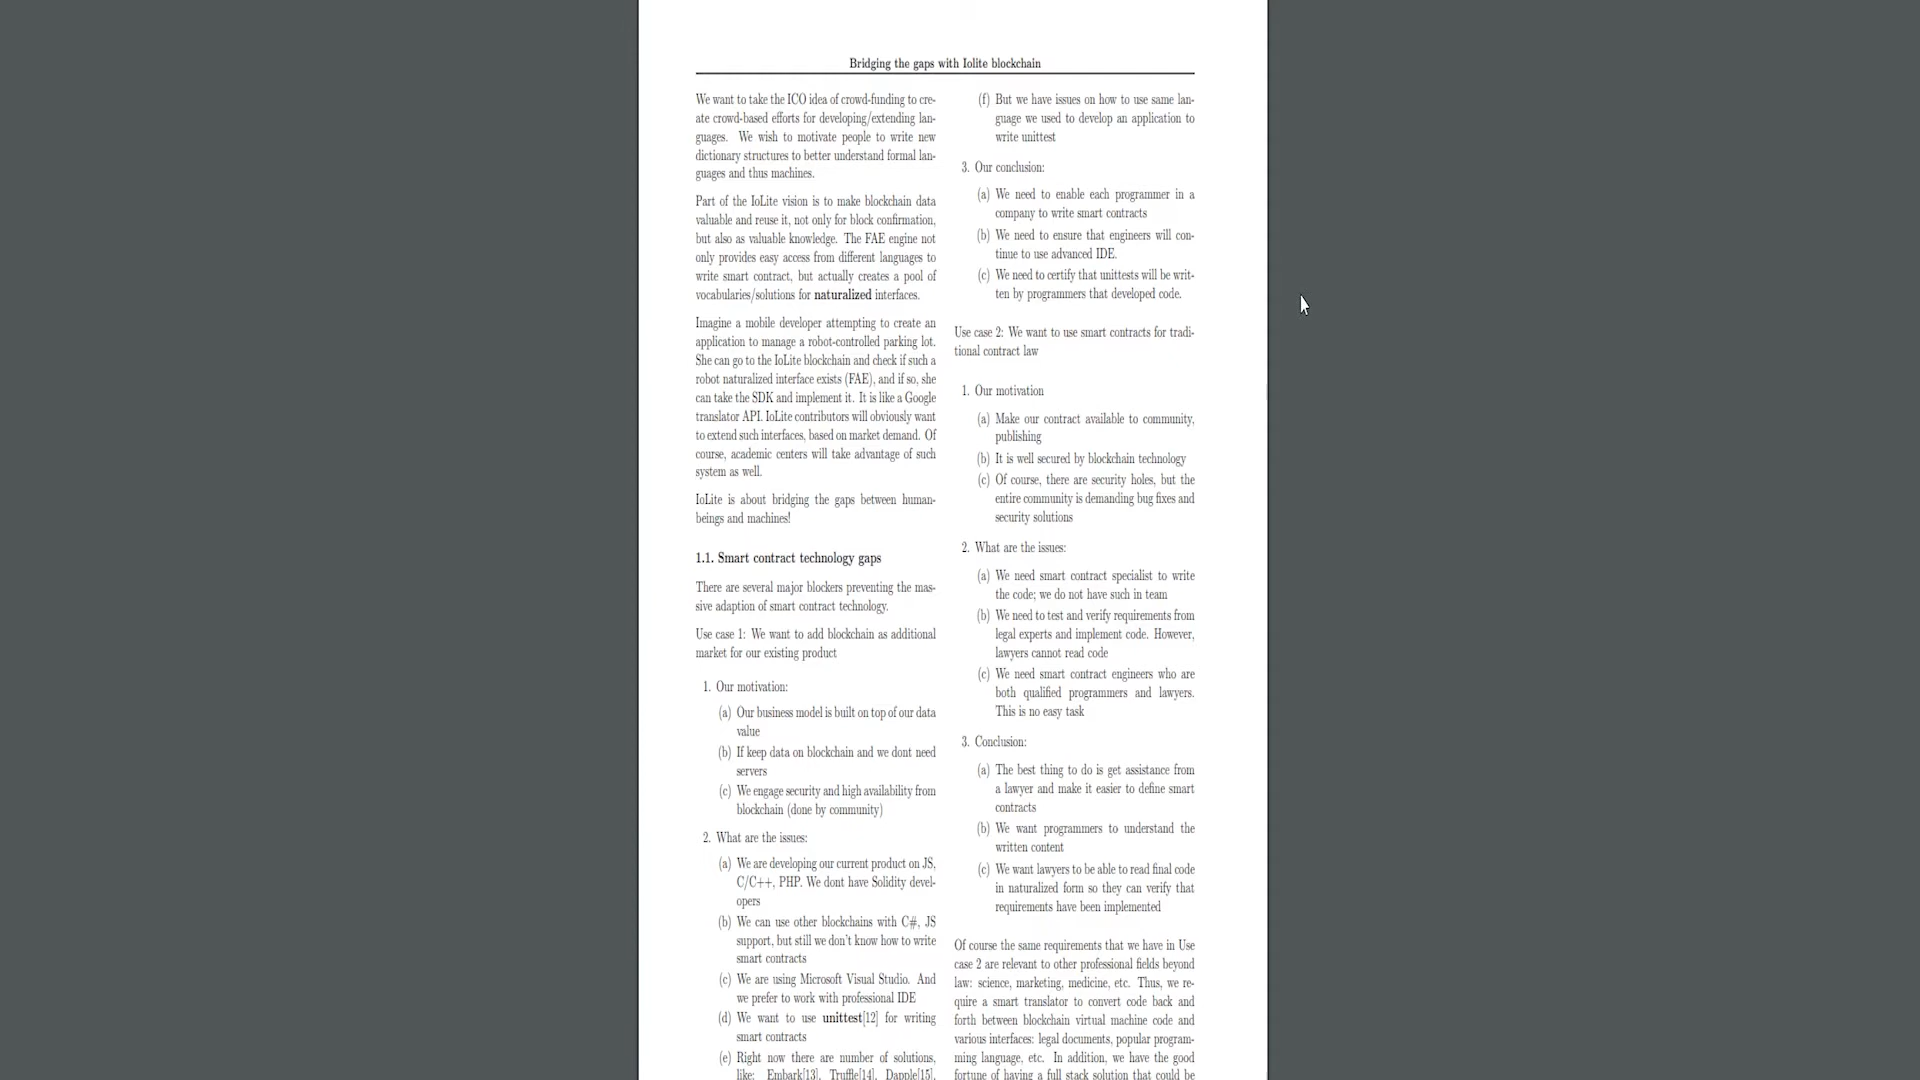 Bridging the gaps with Iolite blockchain
We want to take the ICO idea of crowd-funding to cre-
ate crowd-based efforts for developing/extending lan-
guages. We wish to motivate people to write new
dictionary structures to better understand formal lan-
guages and thus machines.
Part of the IoLite vision is to make blockchain data
valuable and reuse it, not only for block confirmation,
but also as valuable knowledge. The FAE engine not
only provides easy access from different languages to
write smart contract, but actually creates a pool of
vocabularies/solutions for naturalized interfaces.
Imagine a mobile developer attempting to create an
application to manage a robot-controlled parking lot.
She can go to the IoLite blockchain and check if such a
robot naturalized interface exists (FAE), and if so, she
can take the SDK and implement it. It is like a Google
translator API. IoLite contributors will obviously want
to extend such interfaces, based on market demand. Of
course, academic centers will take advantage of such
system as well.
IoLite is about bridging the gaps between human-
beings and machines!
1.1. Smart contract technology gaps
There are several major blockers preventing the mas-
sive adaption of smart contract technology.
Use case 1: We want to add blockchain as additional
market for our existing product
1. Our motivation:
(a) Our business model is built on top of our data
value
(b) If keep data on blockchain and we dont need
servers
(c) We engage security and high availability from
blockchain (done by community)
2. What are the issues:
(a) We are developing our current product on JS,
C/C++, PHP. We dont have Solidity devel-
opers
(b) We can use other blockchains with C#, JS
support, but still we don't know how to write
smart contracts
(c) We are using Microsoft Visual Studio. And
we prefer to work with professional IDE
(d) We want to use unittest[12] for writing
smart contracts
(e) Right now there are number of solutions,
like: Embark[13], Truffle[14], Dapple[15],
(f) But we have issues on how to use same lan-
guage we used to develop an application to
write unittest
3. Our conclusion:
(a) We need to enable each programmer in a
company to write smart contracts
(b) We need to ensure that engineers will con-
tinue to use advanced IDE.
(c) We need to certify that unittests will be writ-
ten by programmers that developed code.
Use case 2: We want to use smart contracts for tradi-
tional contract law
1. Our motivation
(a) Make our contract available to community,
publishing
(b) It is well secured by blockchain technology
(c) Of course, there are security holes, but the
entire community is demanding bug fixes and
security solutions
2. What are the issues:
(a) We need smart contract specialist to write
the code; we do not have such in team
(b) We need to test and verify requirements from
legal experts and implement code. However,
lawyers cannot read code
(c) We need smart contract engineers who are
both qualified programmers and lawyers.
This is no easy task
3. Conclusion:
(a) The best thing to do is get assistance from
a lawyer and make it easier to define smart
contracts
(b) We want programmers to understand the
written content
(c) We want lawyers to be able to read final code
in naturalized form so they can verify that
requirements have been implemented
Of course the same requirements that we have in Use
case 2 are relevant to other professional fields beyond
law: science, marketing, medicine, etc. Thus, we re-
quire a smart translator to convert code back and
forth between blockchain virtual machine code and
various interfaces: legal documents, popular program-
ming language, etc. In addition, we have the good
fortune of having a full stack solution that could be